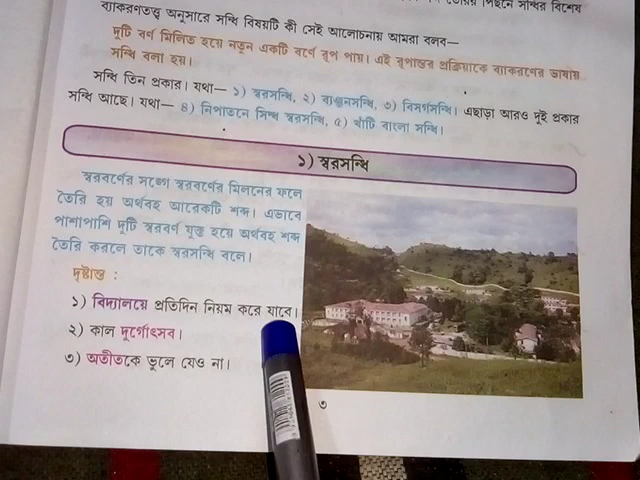 পিছনে সন্ধির বিশেষ
ব্যাকরণতত্ত্ব অনুসারে সন্ধি বিষয়টি কী সেই আলোচনায় আমরা বলব—
দুটি বর্ণ মিলিত হয়ে নতুন একটি বর্ণে রূপ পায়। এই রূপান্তর প্রক্রিয়াকে ব্যাকরণের ভাষায়
সন্ধি বলা হয়।
সন্ধি তিন প্রকার। যথা— ১) স্বরসন্ধি, ২) ব্যঞ্জনসন্ধি, ৩) বিসর্গসন্ধি। এছাড়া আরও দুই প্রকার
সন্ধি আছে। যথা— ৪) নিপাতনে সিদ্ধ স্বরসন্ধি, ৫) খাঁটি বাংলা সন্ধি।
১) স্বরসন্ধি
স্বরবর্ণের সঙ্গে স্বরবর্ণের মিলনের ফলে
তৈরি হয় অর্থবহ আরেকটি শব্দ। এভাবে
পাশাপাশি দুটি স্বরবর্ণ যুক্ত হয়ে অর্থবহ শব্দ
তৈরি করলে তাকে স্বরসন্ধি বলে।
দৃষ্টান্ত :
১) বিদ্যালয়ে প্রতিদিন নিয়ম করে যাবে।
২) কাল দুর্গোৎসব।
৩) অতীতকে ভুলে যেও না।
৩